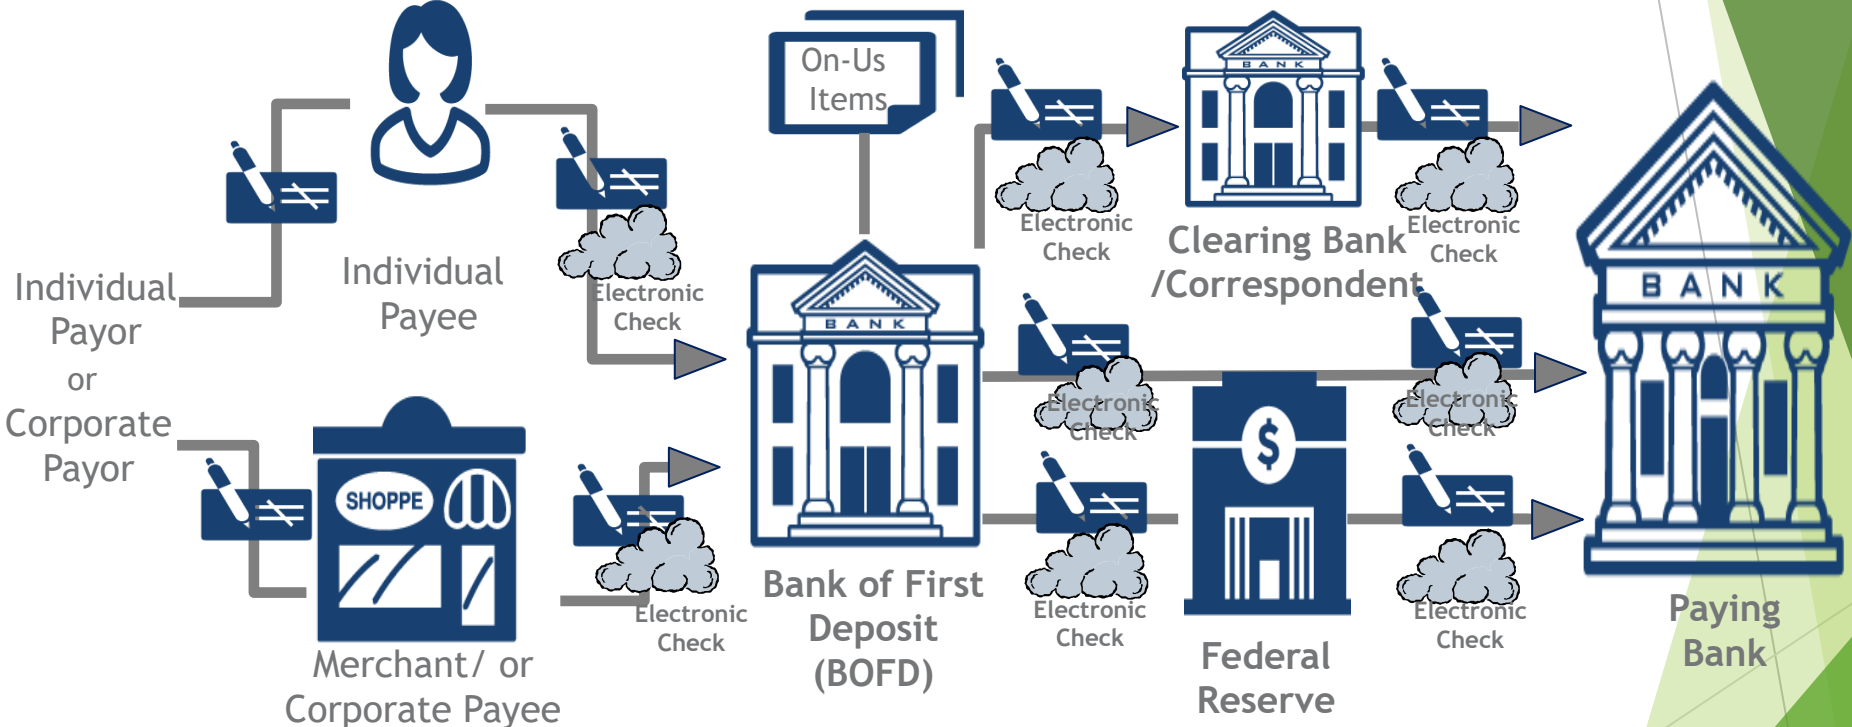 Individual
Payor
or
Corporate
Payor
Individual
Payee
SHOPPE
Merchant/ or
Corporate Payee
Electronic
Check
Electronic
Check
On-Us
Items
BANK
Bank of First
Deposit
(BOFD)
Electronic
Check
BANK
Clearing Bank
/Correspondent
Electronic
Check
Electronic
Check
Electronic
Check
Electronic
Check
$
Federal
Reserve
Electronic
Check
BANK
Paying
Bank